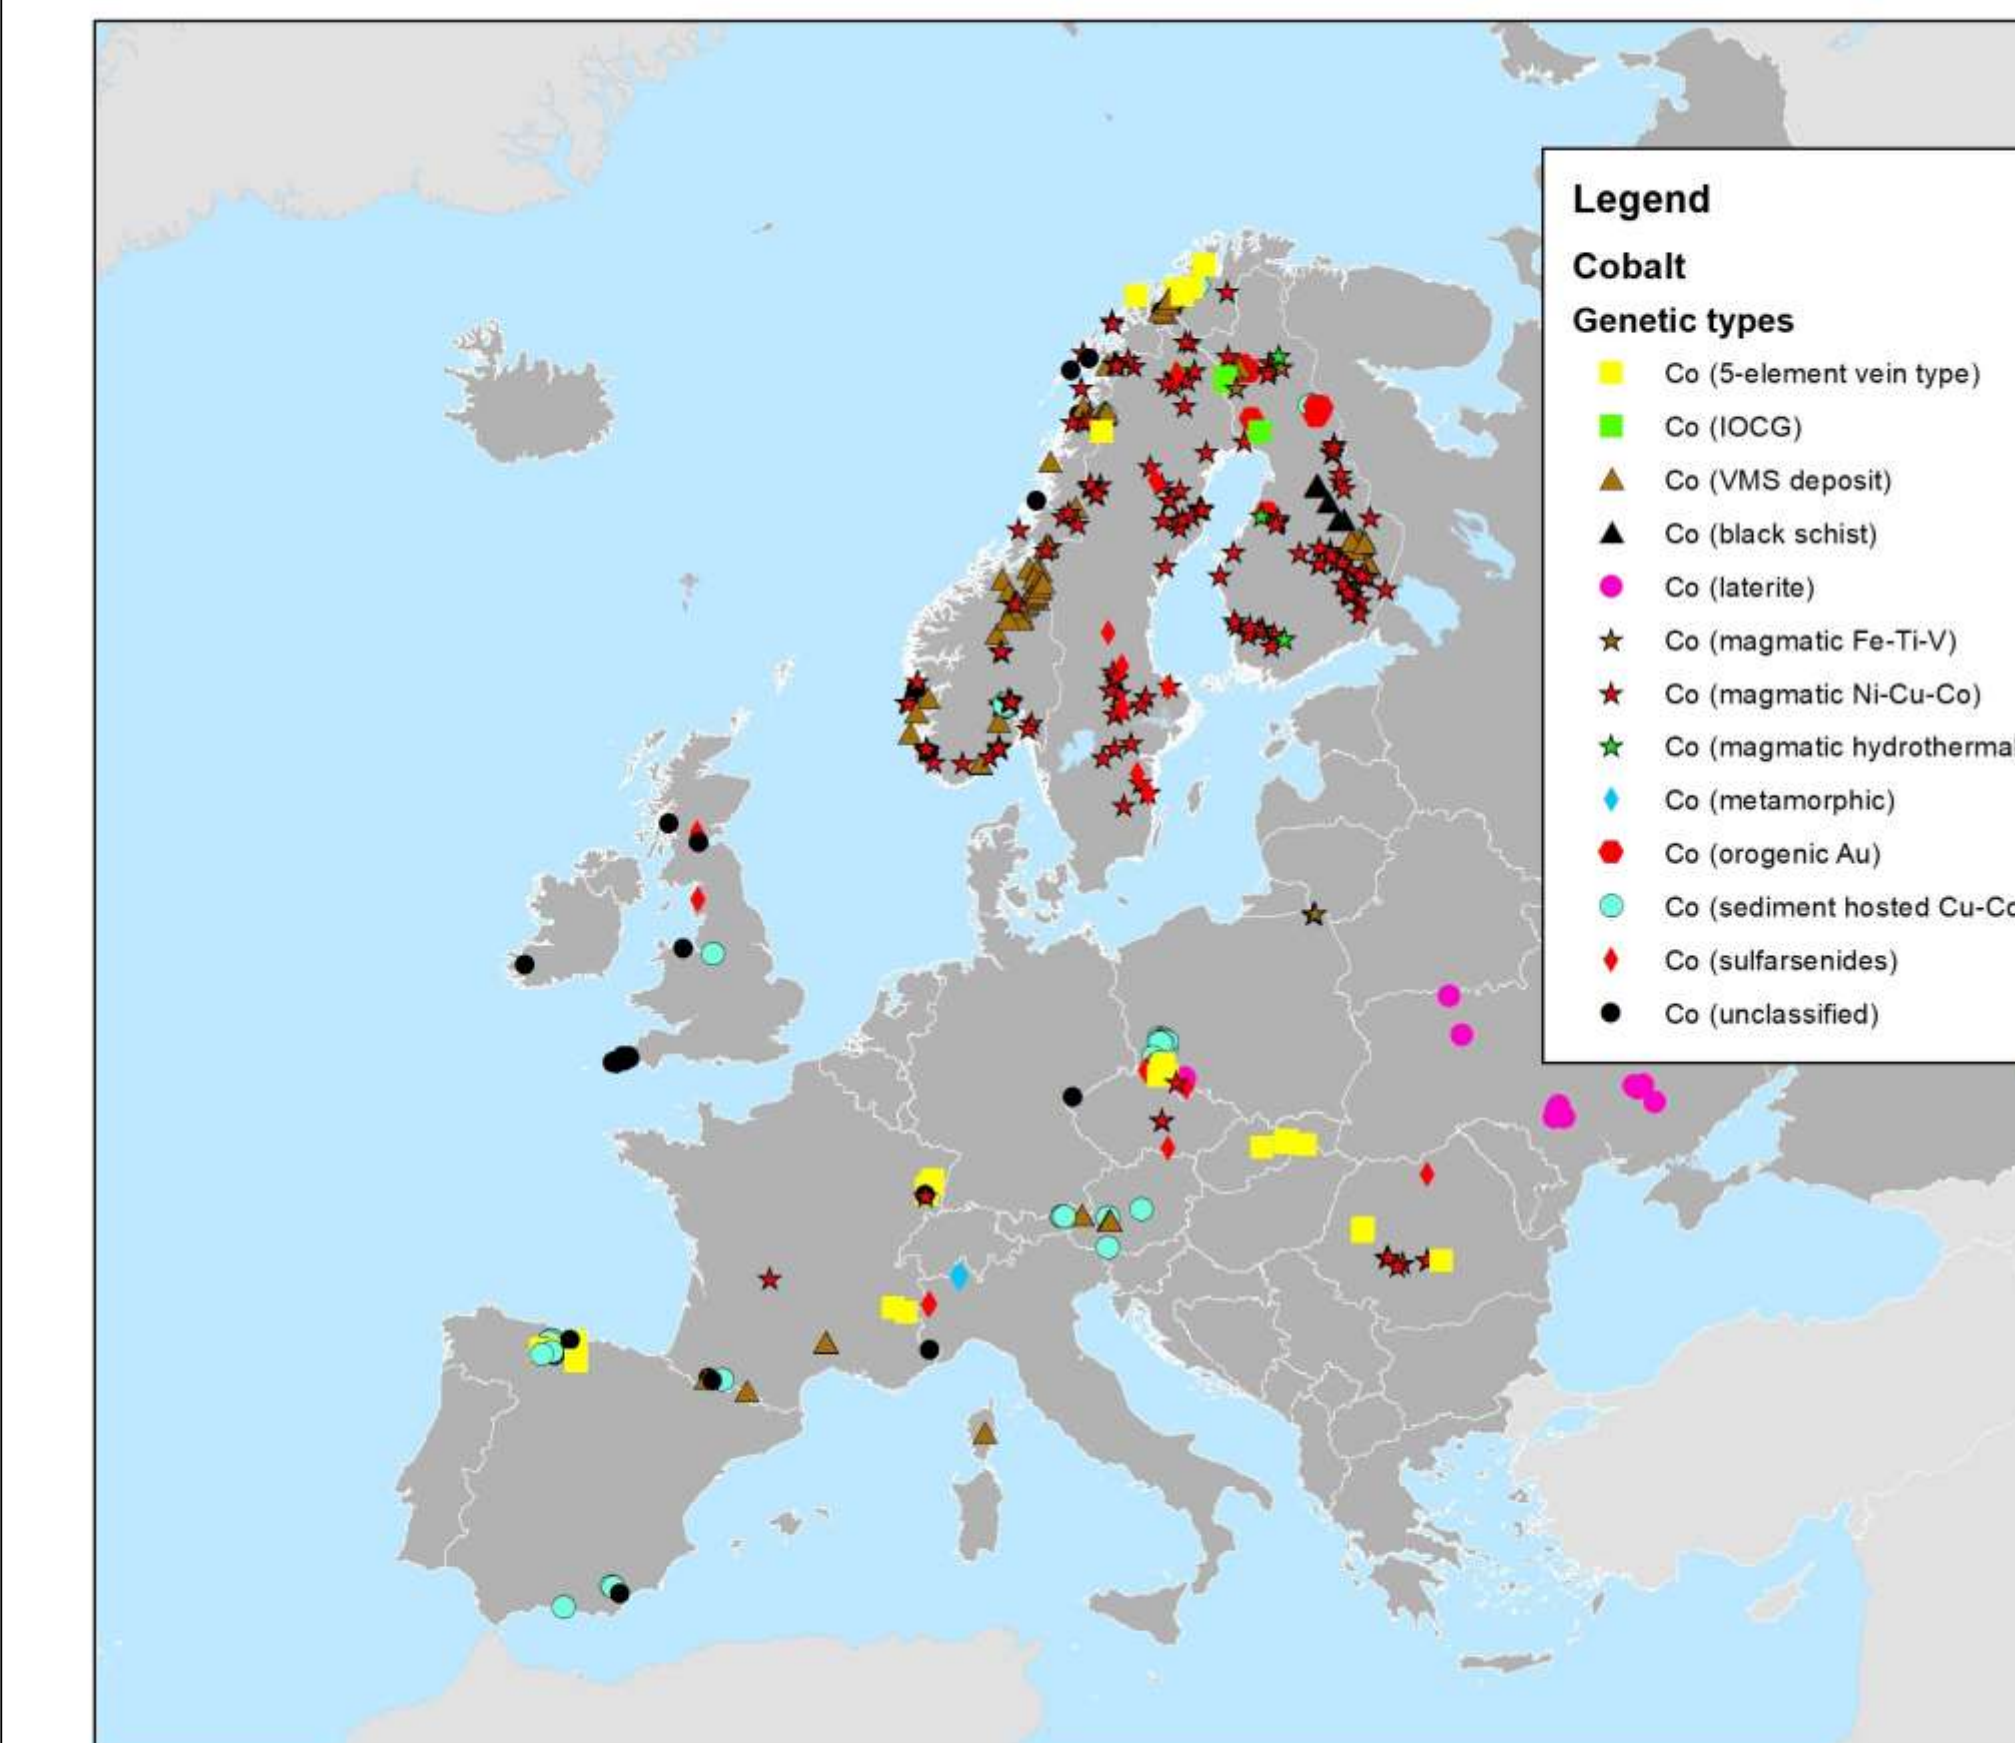 Legend
Cobalt
Genetic types
Co (5-element vein type)
Co (IOCG)
Co (VMS deposit)
Co (black schist)
Co (laterite)
Co (magmatic Fe-Ti-V)
Co (magmatic Ni-Cu-Co)
Co (magmatic hydrothermal
Co (metamorphic)
Co (orogenic Au)
Co (sediment hosted Cu-Co
Co (sulfarsenides)
Co (unclassified)